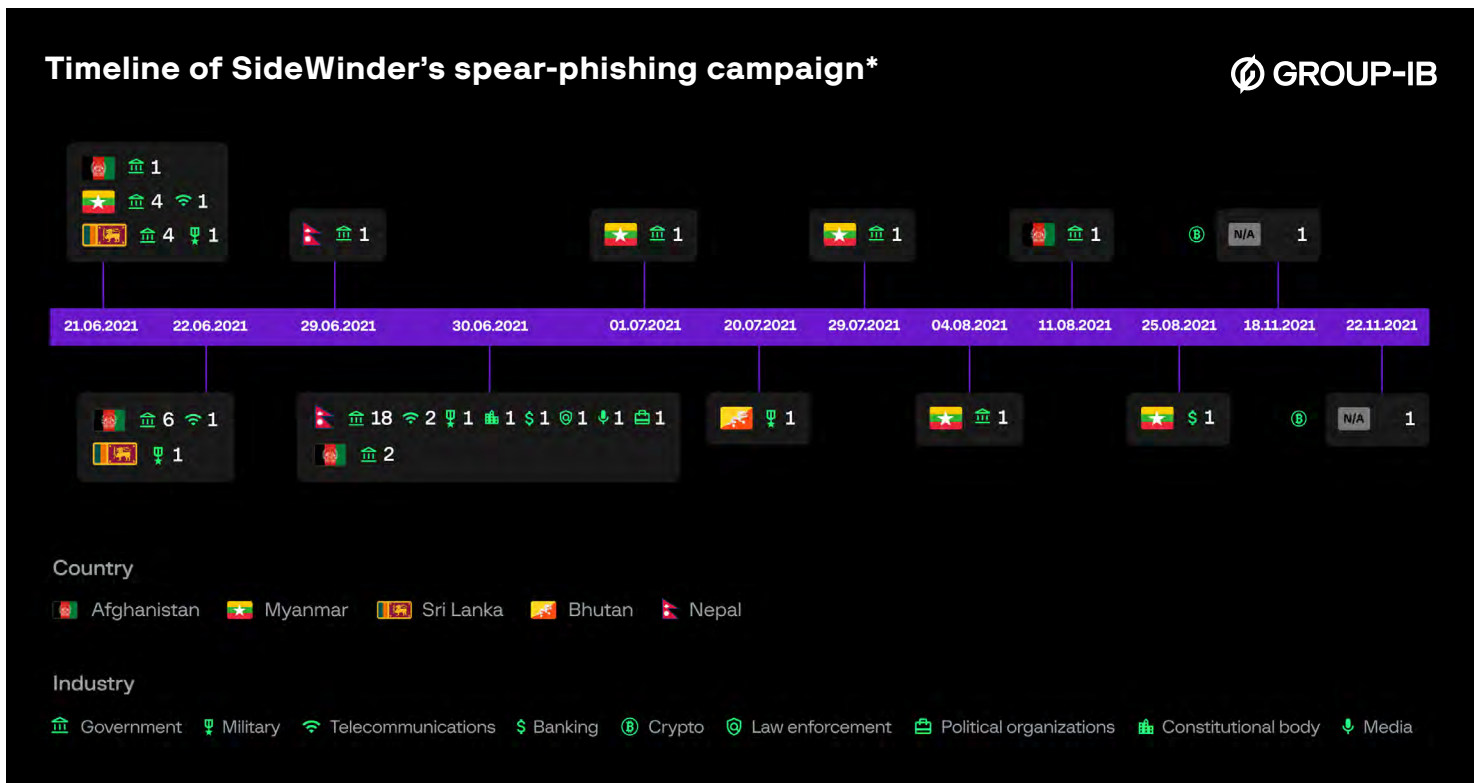 Timeline of SideWinder's spear-phishing campaign*
GROUP-IB
1
4 1
4 1
1
1
1
1
N/A 1
21.06.2021 22.06.2021 29.06.2021 30.06.2021 01.07.2021 20.07.2021 29.07.2021 04.08.2021 11.08.2021 25.08.2021 18.11.2021 22.11.2021
6 1
1
18 2 1 1 $ 1 1 1 1
2
1
1
$ 1
N/A 1
Country
Afghanistan Myanmar Sri Lanka Bhutan Nepal
Industry
Government Military Telecommunications $ Banking Crypto Law enforcement Political organizations Constitutional body Media